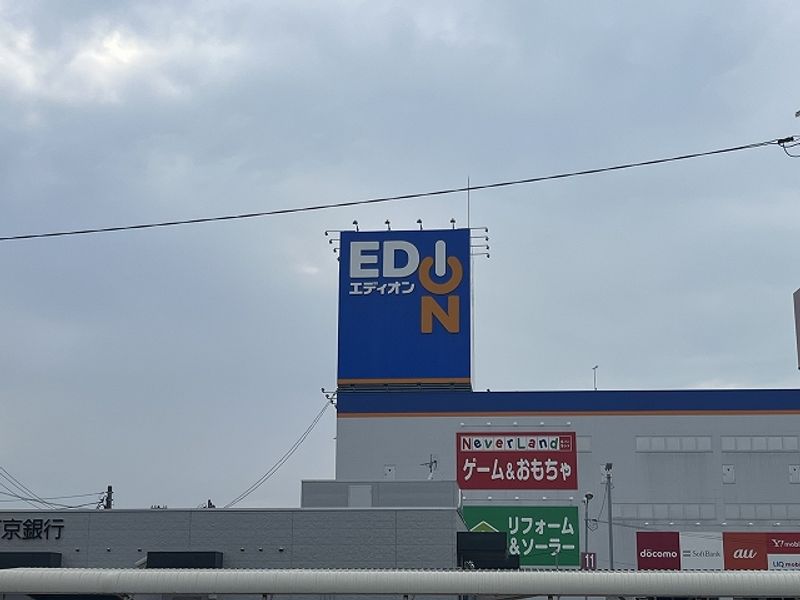 EDION
エディオン
NeverLand
ゲーム&おもちゃ
リフォーム
&ソーラー
11
京銀行
döcomo
SoftBank
au
Y!mobile
UQ mobile